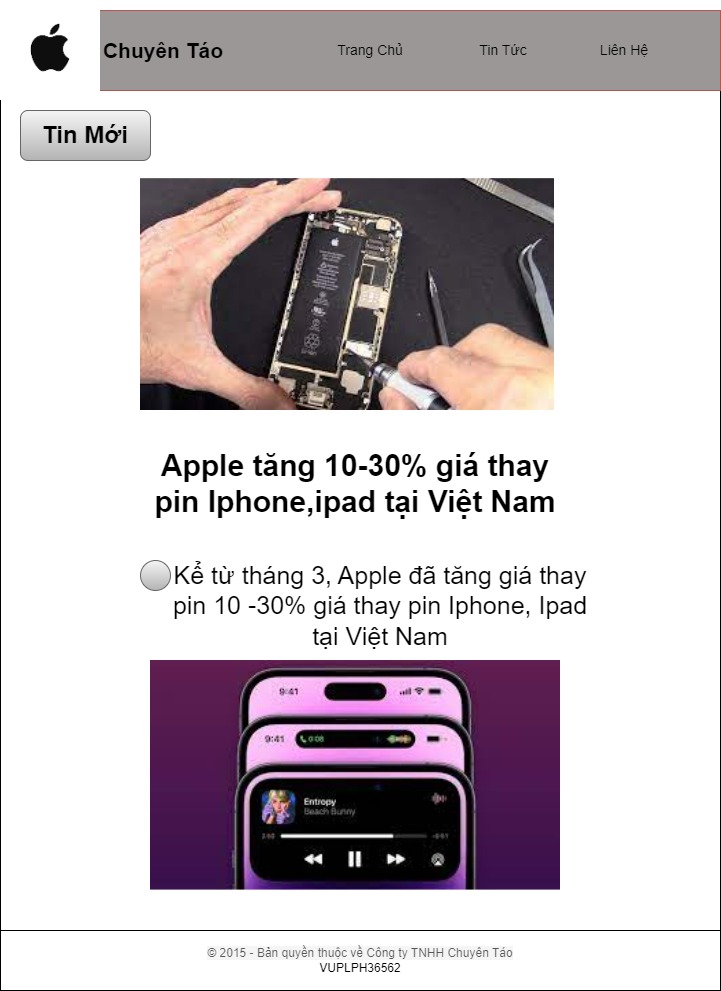 Chuyên Táo
Trang Chủ
Tin Tức
Liên Hệ
Tin Mới
Apple tăng 10-30% giá thay
pin Iphone,ipad tại Việt Nam
Kể từ tháng 3, Apple đã tăng giá thay
pin 10 -30% giá thay pin Iphone, Ipad
tại Việt Nam
9:41
9:41
0:08
Entropy
Beach Bunny
© 2015 - Bản quyền thuộc về Công ty TNHH Chuyên Táo
VUPLPH36562